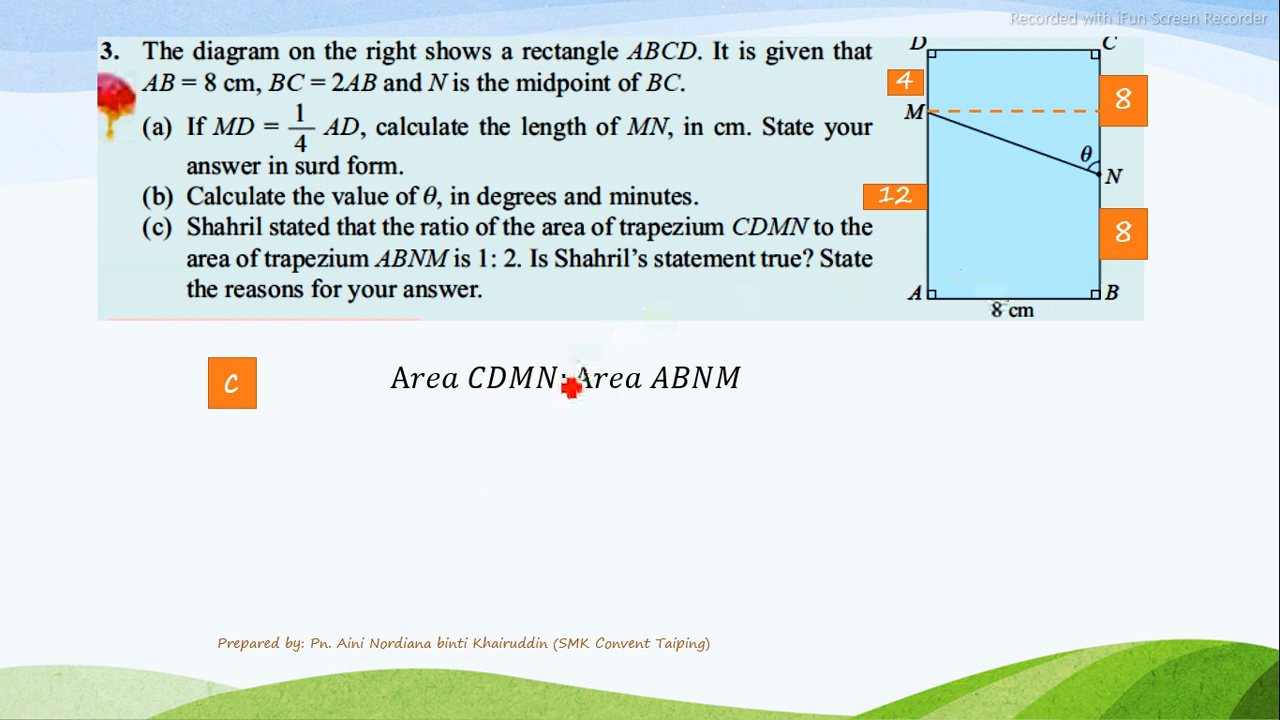 Recorded with iFun Screen Recorder
3. The diagram on the right shows a rectangle ABCD. It is given that
AB = 8 cm, BC = 2AB and N is the midpoint of BC.
(a) If MD = 1/4 AD, calculate the length of MN, in cm. State your
answer in surd form.
(b) Calculate the value of θ, in degrees and minutes.
(c) Shahril stated that the ratio of the area of trapezium CDMN to the
area of trapezium ABNM is 1: 2. Is Shahril's statement true? State
the reasons for your answer.
D C
4
8
M
θ
N
12
8
A B
8 cm
C
Area CDMN: Area ABNM
Prepared by: Pn. Aini Nordiana binti Khairuddin (SMK Convent Taiping)